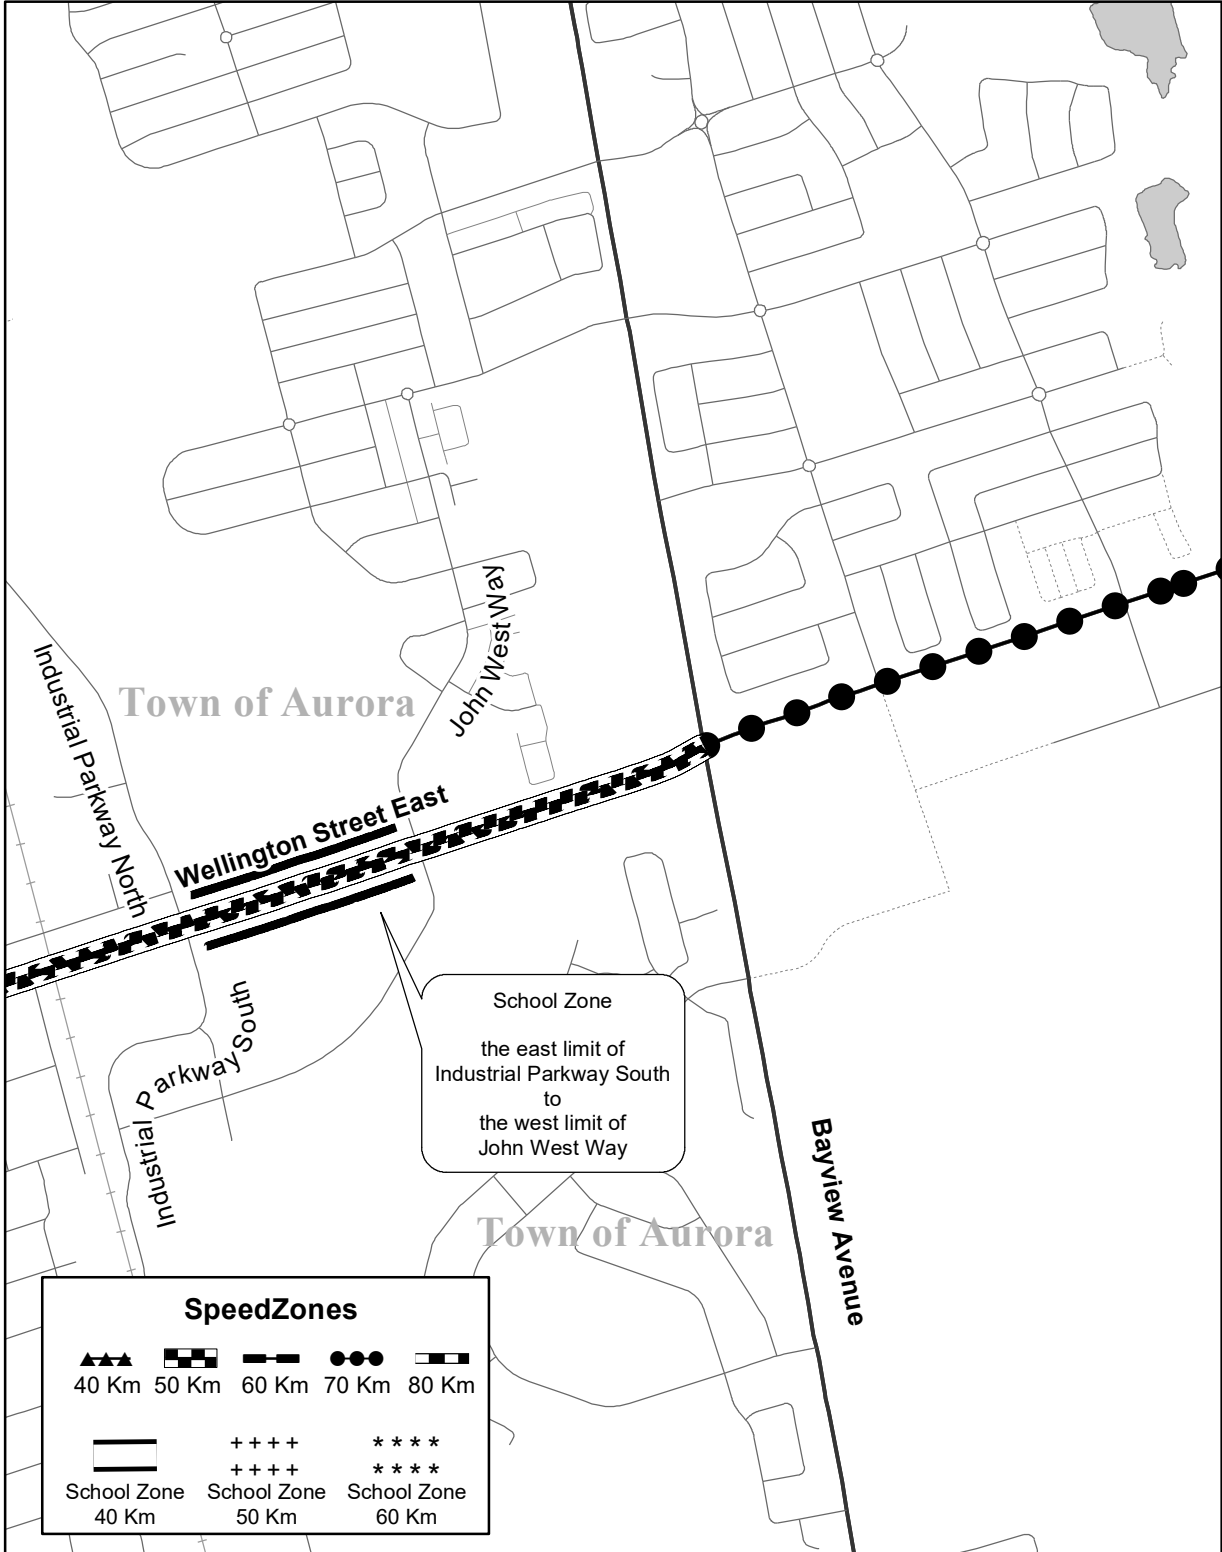 John West Way
Industrial Parkway North
Town of Aurora
Wellington Street East
Industrial Parkway South
School Zone
the east limit of
Industrial Parkway South
to
the west limit of
John West Way
Bayview Avenue
Town of Aurora
SpeedZones
40 Km 50 Km 60 Km 70 Km 80 Km
School Zone School Zone School Zone
40 Km 50 Km 60 Km